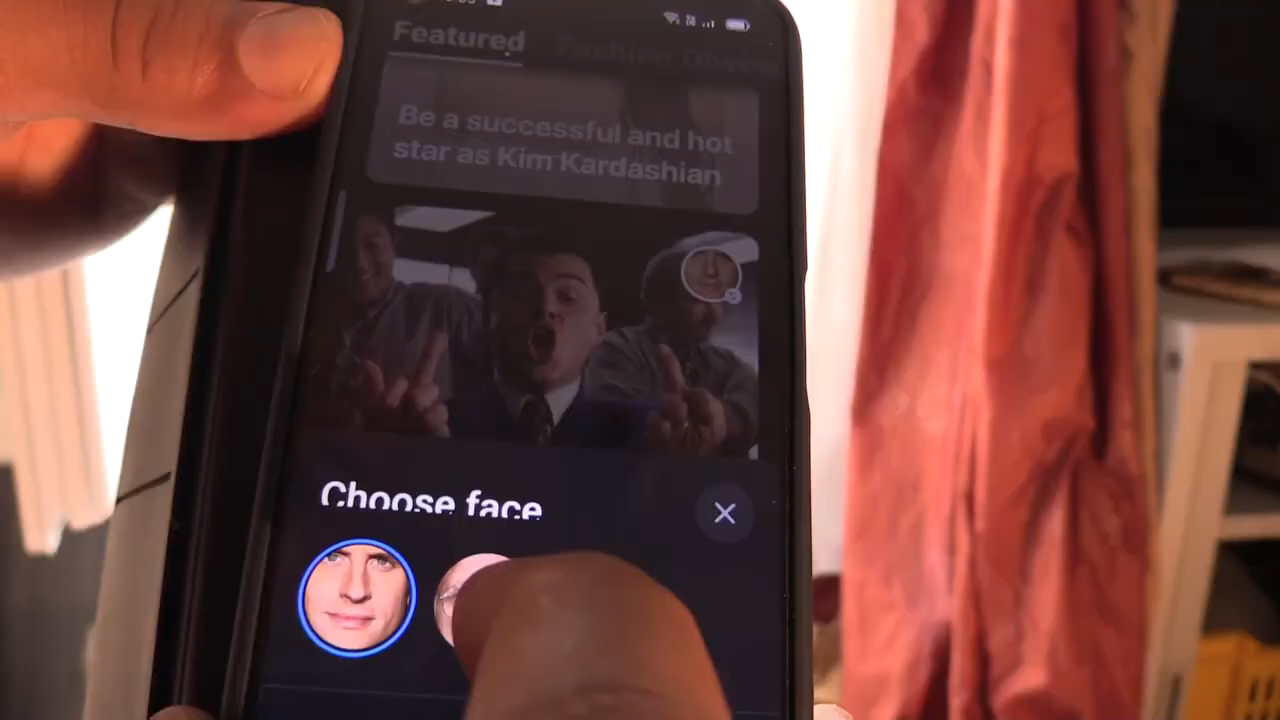 Featured
Be a successful and hot
star as Kim Kardashian
Choose face